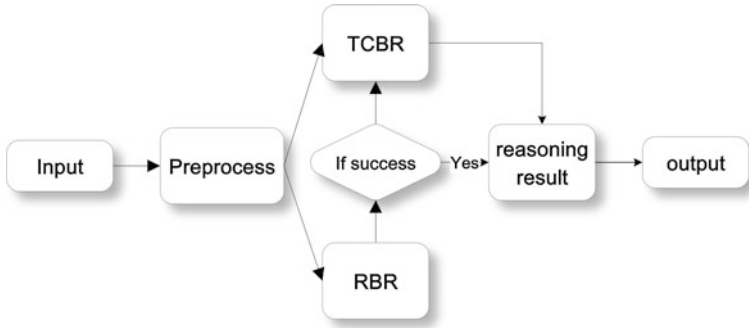 TCBR
Input
Preprocess
If success
Yes
reasoning
result
output
RBR